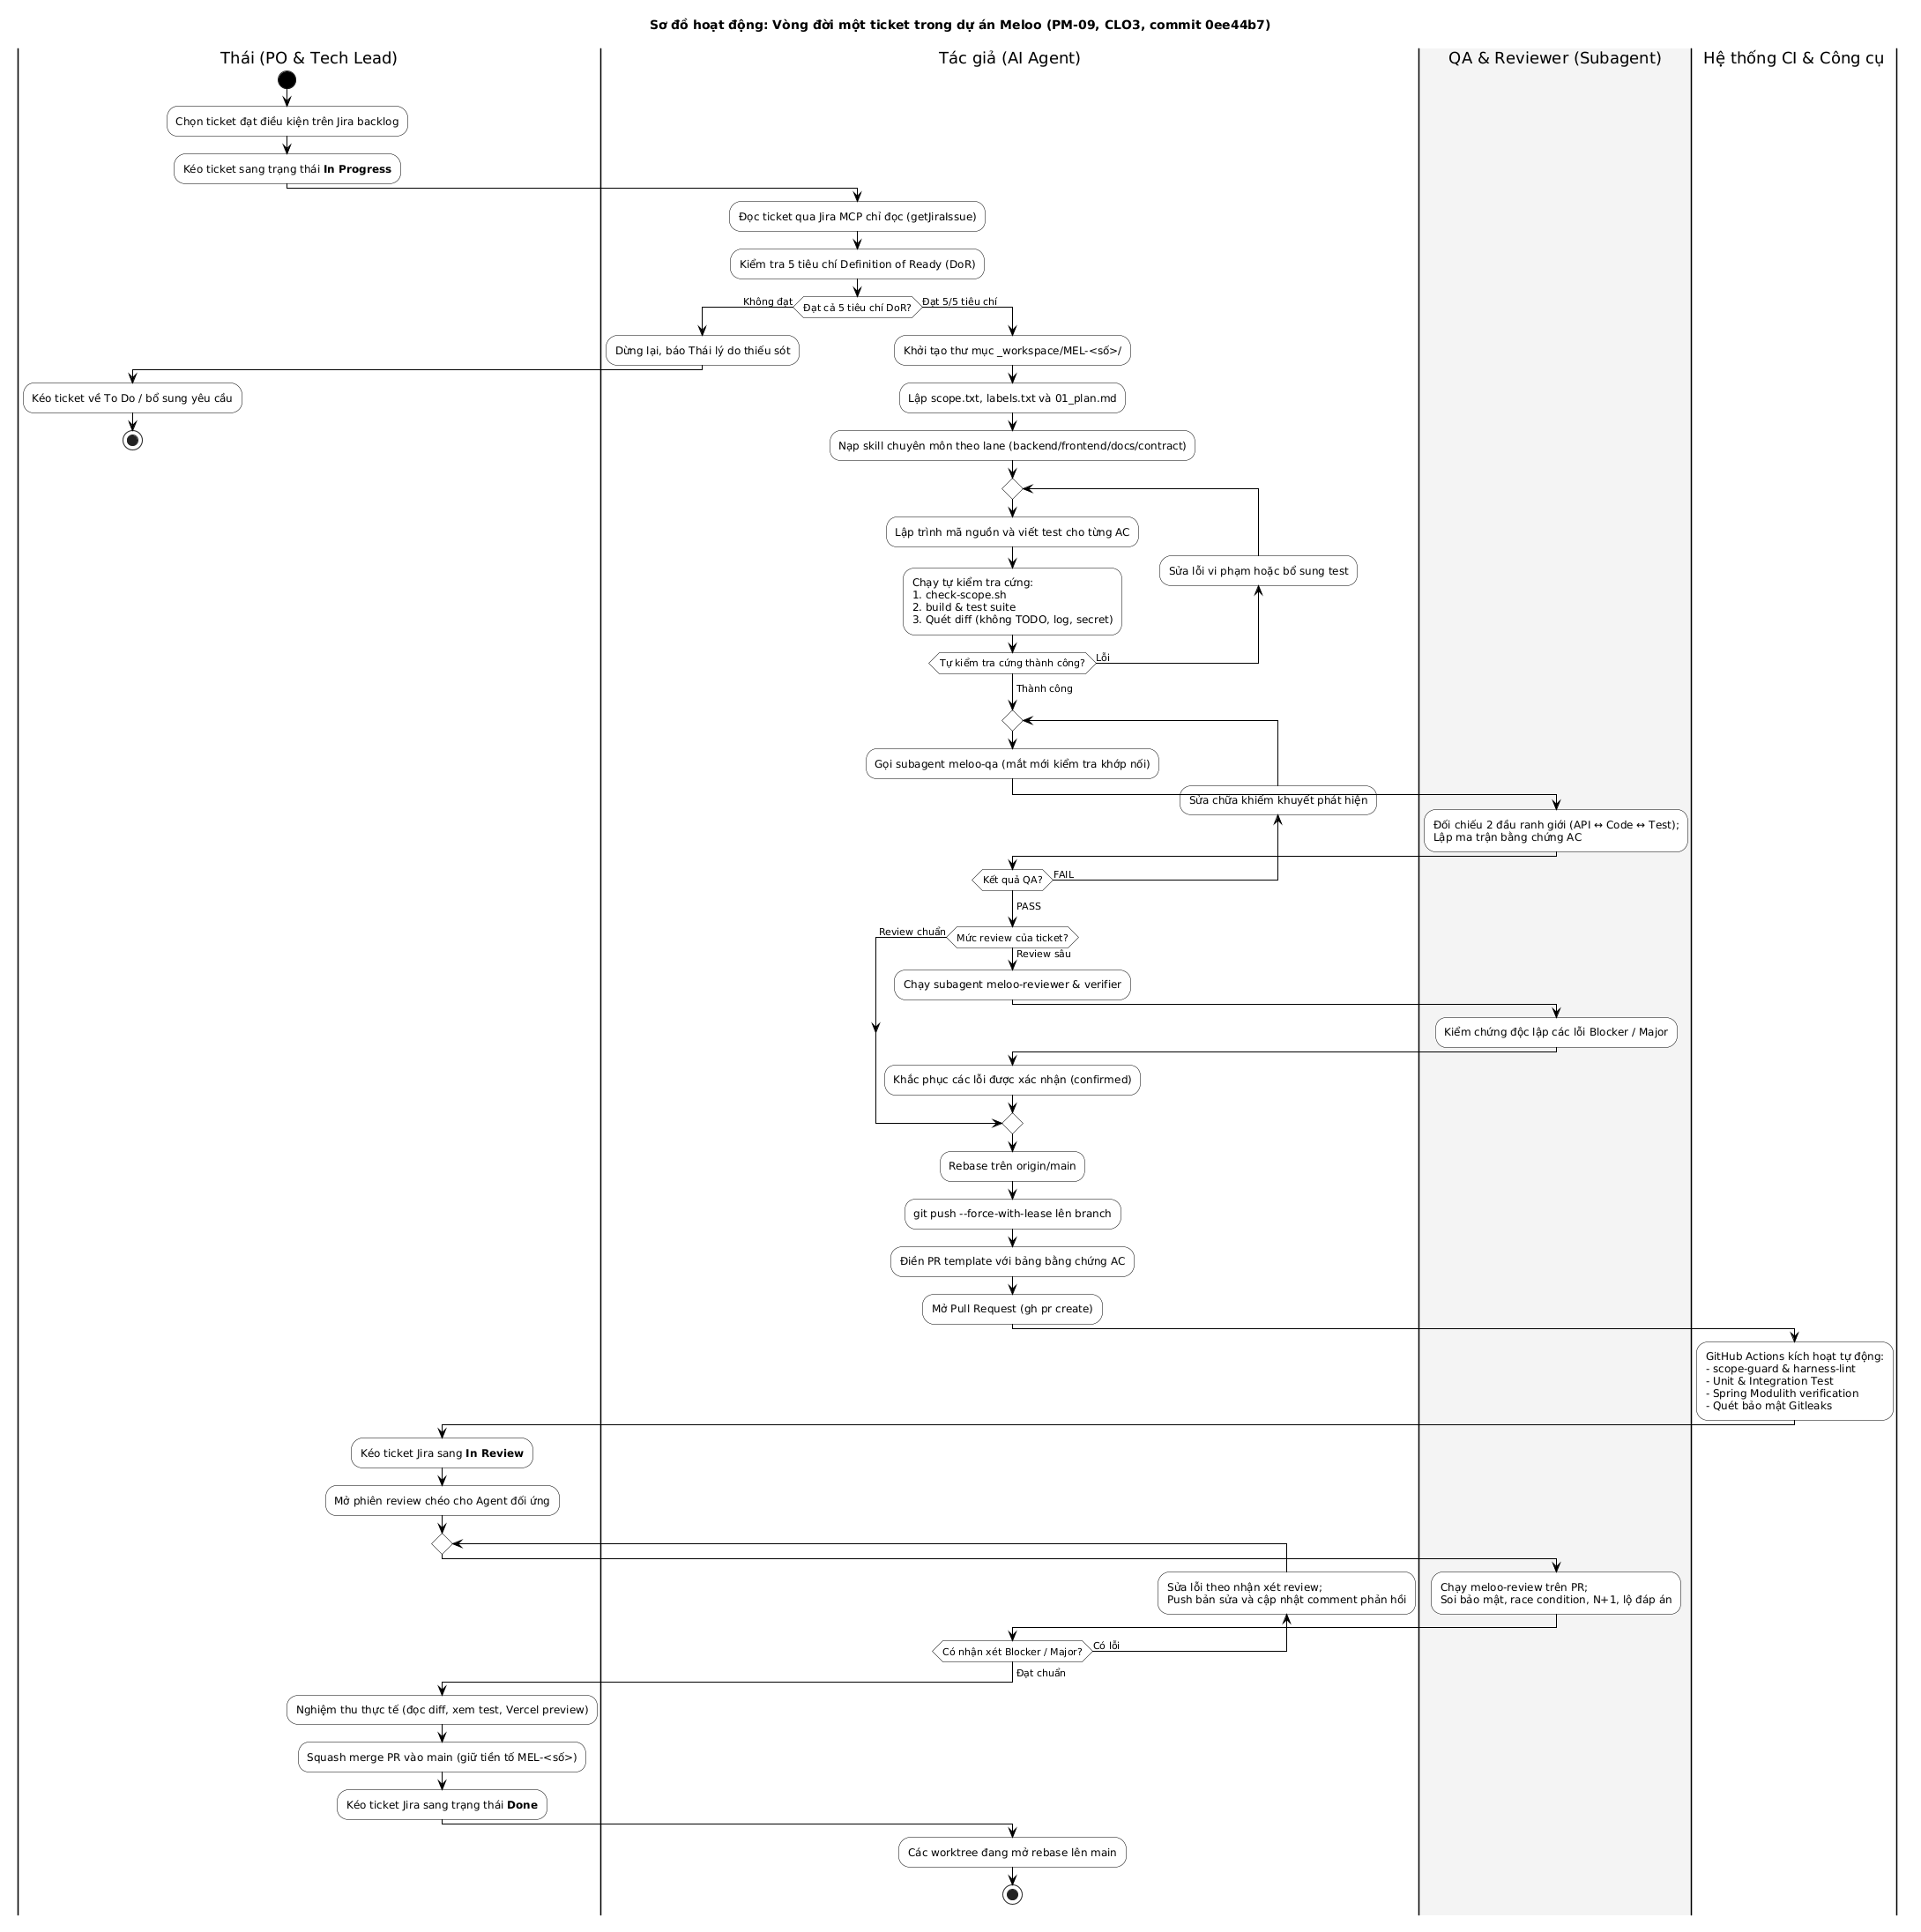 Sơ đồ hoạt động: Vòng đời một ticket trong dự án Meloo (PM-09, CLO3, commit 0ee44b7)
Thái (PO & Tech Lead)
Tác giả (AI Agent)
QA & Reviewer (Subagent)
Hệ thống CI & Công cụ
Chọn ticket đạt điều kiện trên Jira backlog
Kéo ticket sang trạng thái In Progress
Đọc ticket qua Jira MCP chỉ đọc (getJiraIssue)
Kiểm tra 5 tiêu chí Definition of Ready (DoR)
Không đạt
Đạt cả 5 tiêu chí DoR?
Đạt 5/5 tiêu chí
Dừng lại, báo Thái lý do thiếu sót
Khởi tạo thư mục _workspace/MEL-<số>/
Kéo ticket về To Do / bổ sung yêu cầu
Lập scope.txt, labels.txt và 01_plan.md
Nạp skill chuyên môn theo lane (backend/frontend/docs/contract)
Lập trình mã nguồn và viết test cho từng AC
Sửa lỗi vi phạm hoặc bổ sung test
Chạy tự kiểm tra cứng:
1. check-scope.sh
2. build & test suite
3. Quét diff (không TODO, log, secret)
Tự kiểm tra cứng thành công?
Lỗi
Thành công
Gọi subagent meloo-qa (mắt mới kiểm tra khớp nối)
Sửa chữa khiếm khuyết phát hiện
Đối chiếu 2 đầu ranh giới (API ↔ Code ↔ Test);
Lập ma trận bằng chứng AC
Kết quả QA?
FAIL
PASS
Review chuẩn
Mức review của ticket?
Review sâu
Chạy subagent meloo-reviewer & verifier
Kiểm chứng độc lập các lỗi Blocker / Major
Khắc phục các lỗi được xác nhận (confirmed)
Rebase trên origin/main
git push --force-with-lease lên branch
Điền PR template với bảng bằng chứng AC
Mở Pull Request (gh pr create)
GitHub Actions kích hoạt tự động:
- scope-guard & harness-lint
- Unit & Integration Test
- Spring Modulith verification
- Quét bảo mật Gitleaks
Kéo ticket Jira sang In Review
Mở phiên review chéo cho Agent đối ứng
Sửa lỗi theo nhận xét review;
Push bản sửa và cập nhật comment phản hồi
Chạy meloo-review trên PR;
Soi bảo mật, race condition, N+1, lộ đáp án
Có nhận xét Blocker / Major?
Có lỗi
Đạt chuẩn
Nghiệm thu thực tế (đọc diff, xem test, Vercel preview)
Squash merge PR vào main (giữ tiền tố MEL-<số>)
Kéo ticket Jira sang trạng thái Done
Các worktree đang mở rebase lên main